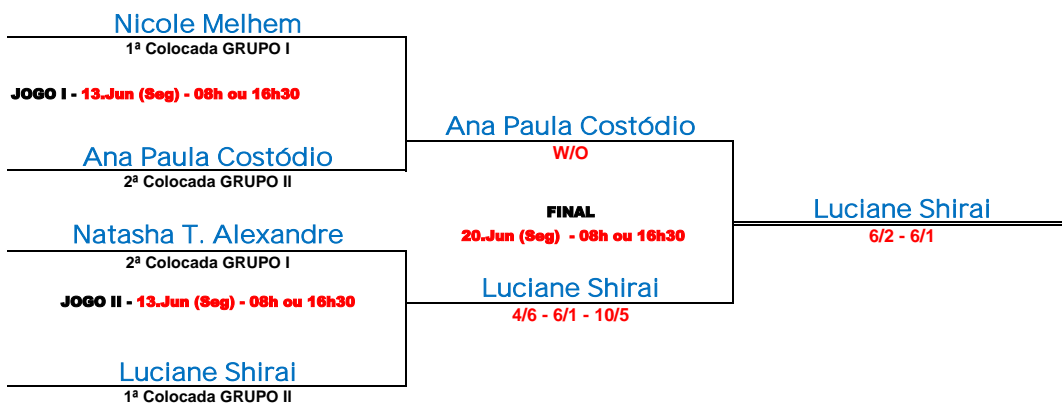 Nicole Melhem
1ª Colocada GRUPO I
JOGO I - 13.Jun (Seg) - 08h ou 16h30
Ana Paula Costódio
2ª Colocada GRUPO II
Ana Paula Costódio
W/O
FINAL
20.Jun (Seg) - 08h ou 16h30
Natasha T. Alexandre
2ª Colocada GRUPO I
JOGO II - 13.Jun (Seg) - 08h ou 16h30
Luciane Shirai
1ª Colocada GRUPO II
Luciane Shirai
4/6 - 6/1 - 10/5
Luciane Shirai
6/2 - 6/1